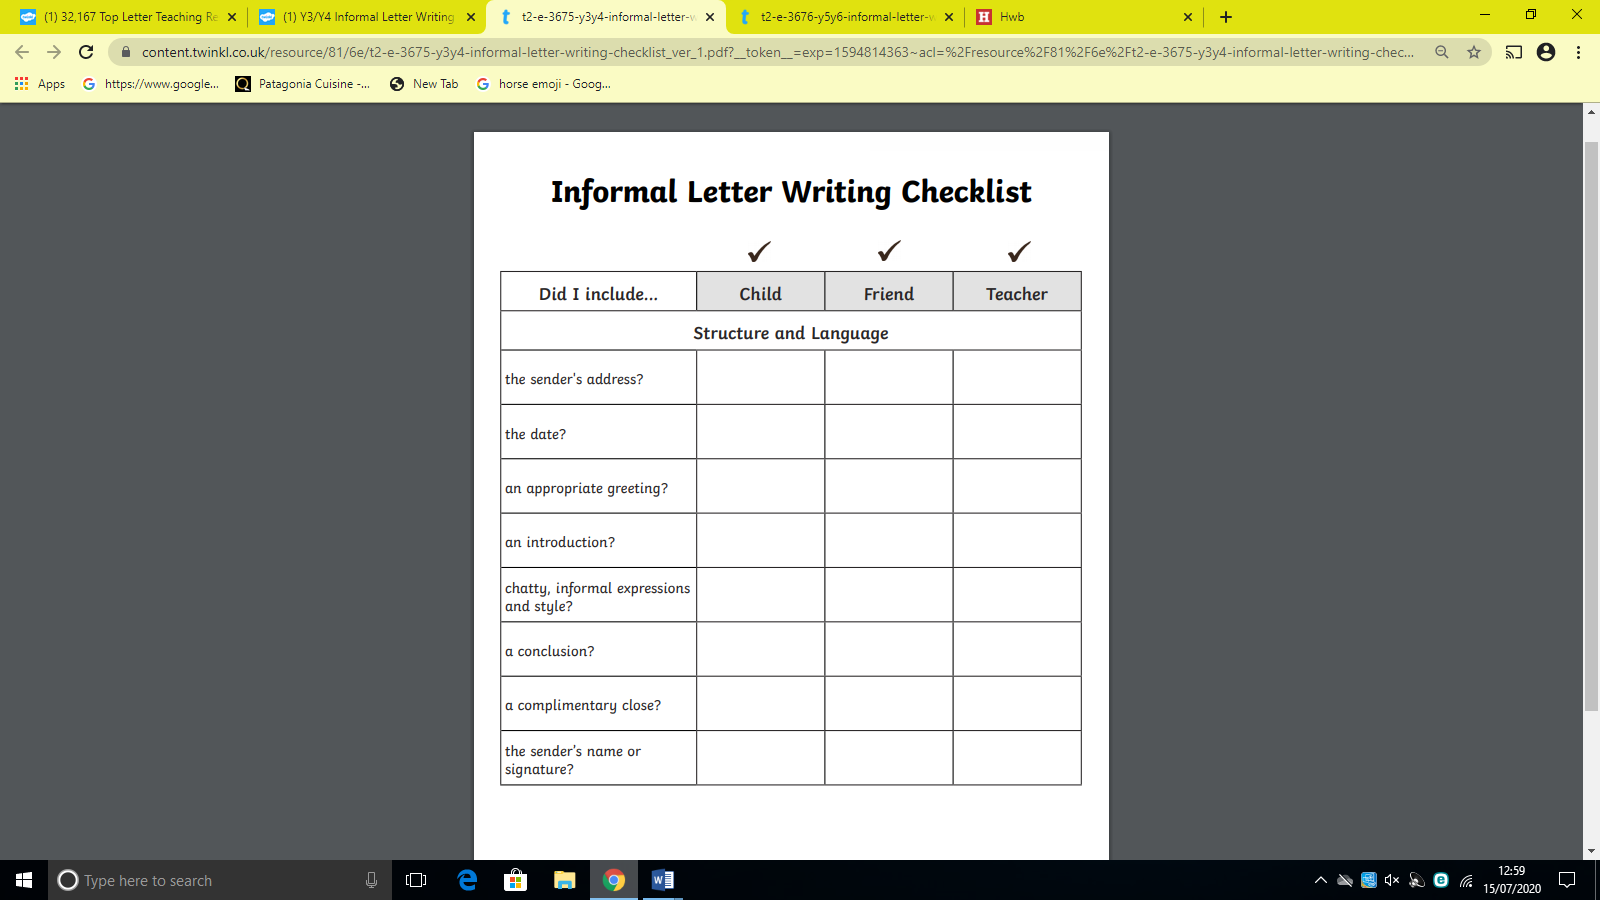 (1) 32,167 Top Letter Teaching Re
(1) Y3/Y4 Informal Letter Writing
t2-e-3675-y3y4-informal-letter-w
t2-e-3676-y5y6-informal-letter-w
Hwb
content.twinkl.co.uk/resource/81/6e/t2-e-3675-y3y4-informal-letter-writing-checklist_ver_1.pdf?__token__=exp=1594814363~acl=%2Fresource%2F81%2F6e%2Ft2-e-3675-y3y4-informal-letter-writing-chec...
Apps
https://www.google...
Patagonia Cuisine -...
New Tab
horse emoji - Goog...
Informal Letter Writing Checklist
Did I include... Child Friend Teacher
Structure and Language
the sender's address?
the date?
an appropriate greeting?
an introduction?
chatty, informal expressions
and style?
a conclusion?
a complimentary close?
the sender's name or
signature?
Type here to search
12:59
15/07/2020